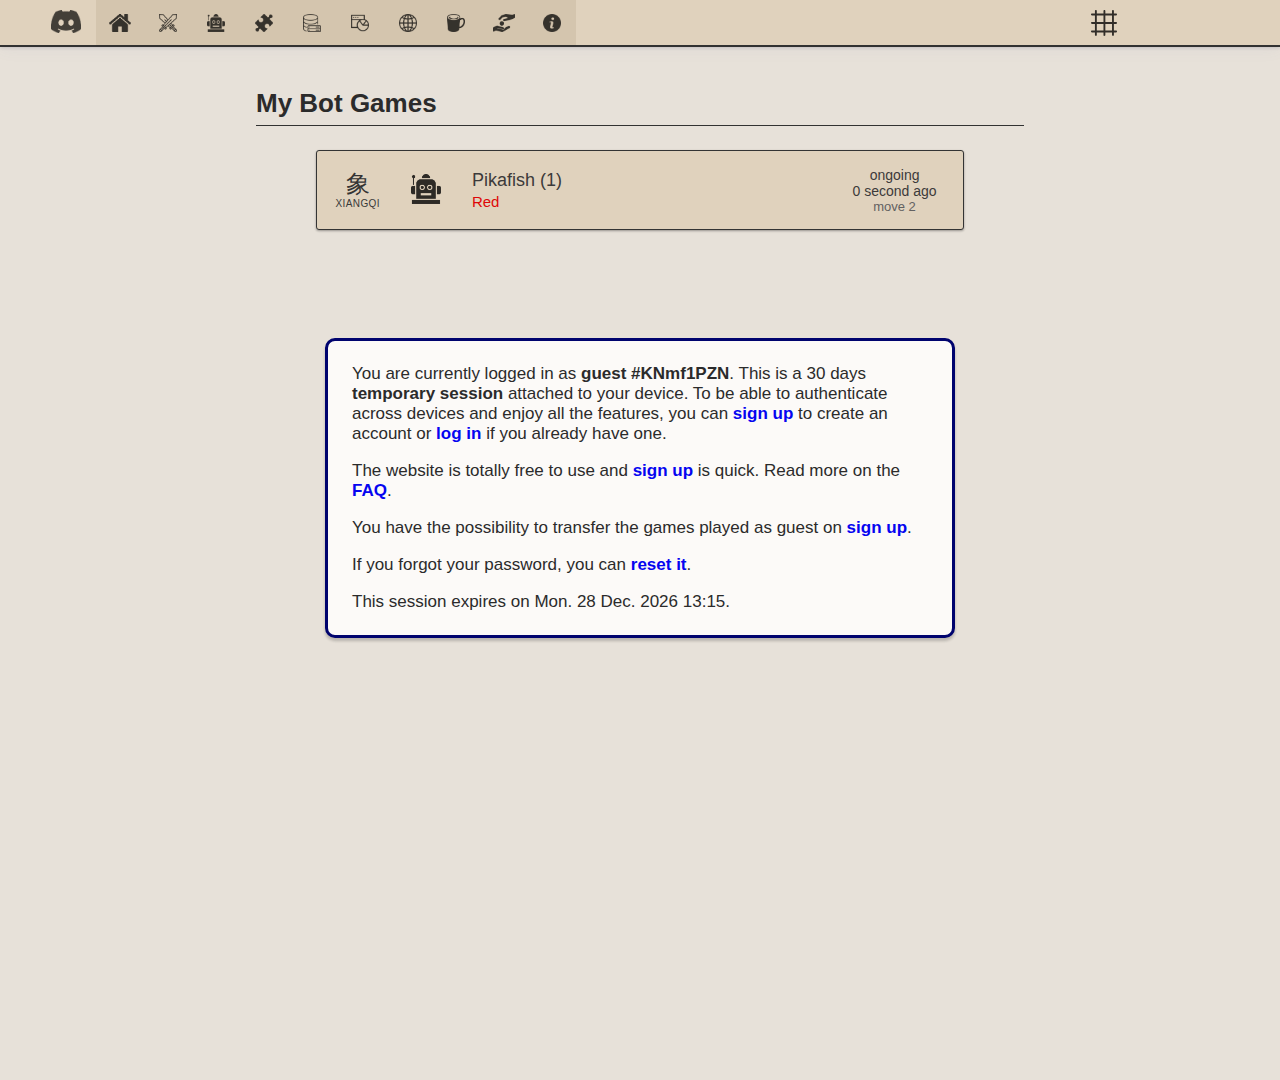 My Bot Games
象
XIANGQI
Pikafish (1)
Red
ongoing
0 second ago
move 2
You are currently logged in as guest #KNmf1PZN. This is a 30 days
temporary session attached to your device. To be able to authenticate
across devices and enjoy all the features, you can sign up to create an
account or log in if you already have one.
The website is totally free to use and sign up is quick. Read more on the
FAQ.
You have the possibility to transfer the games played as guest on sign up.
If you forgot your password, you can reset it.
This session expires on Mon. 28 Dec. 2026 13:15.